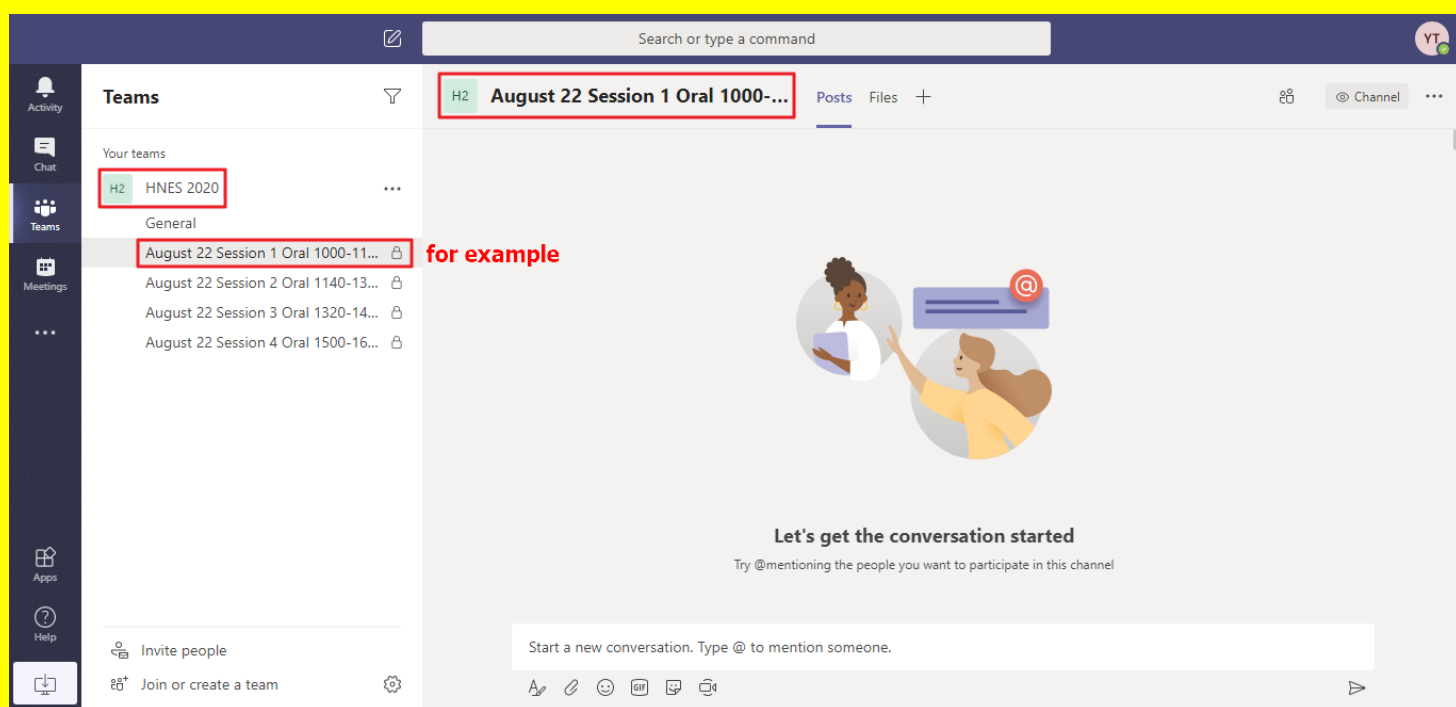 Search or type a command
YT
Activity
Chat
Teams
Meetings
Apps
Help
Teams
Your teams
H2 HNES 2020
General
August 22 Session 1 Oral 1000-11...
for example
August 22 Session 2 Oral 1140-13...
August 22 Session 3 Oral 1320-14...
August 22 Session 4 Oral 1500-16...
Invite people
Join or create a team
H2 August 22 Session 1 Oral 1000-... Posts Files
Channel
@
Let's get the conversation started
Try @mentioning the people you want to participate in this channel
Start a new conversation. Type @ to mention someone.
GIF